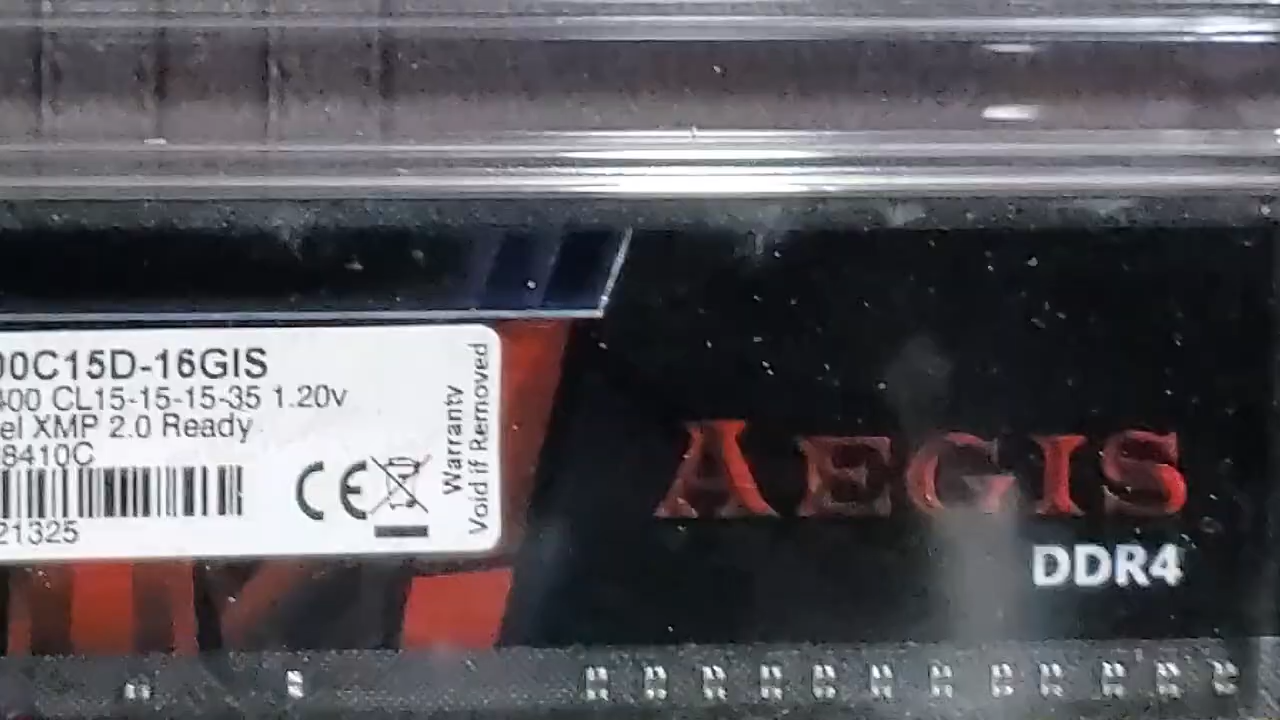 00C15D-16GIS
400 CL15-15-15-35 1.20v
el XMP 2.0 Ready
8410C
21325
CE
Warranty
Void if Removed
AEGIS
DDR4